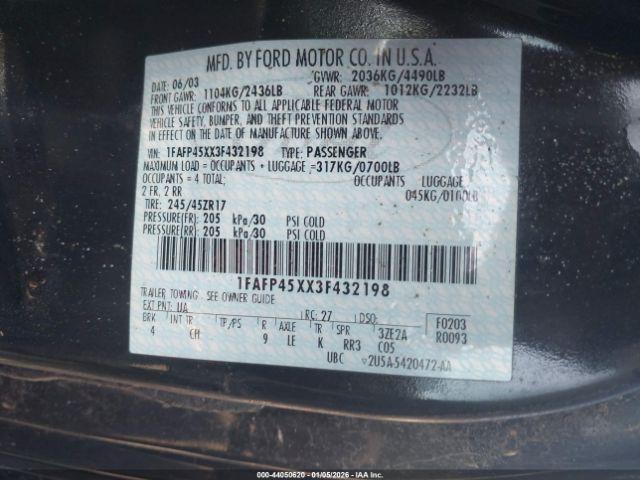 MFD. BY FORD MOTOR CO. IN U.S.A.
DATE: 06/03 GVWR: 2036KG/4490LB
FRONT GAWR: 1104KG/2436LB REAR GAWR: 1012KG/2232LB
THIS VEHICLE CONFORMS TO ALL APPLICABLE FEDERAL MOTOR
VEHICLE SAFETY, BUMPER, AND THEFT PREVENTION STANDARDS
IN EFFECT ON THE DATE OF MANUFACTURE SHOWN ABOVE.
VIN: 1FAFP45XX3F432198 TYPE: PASSENGER
MAXIMUM LOAD = OCCUPANTS + LUGGAGE = 317KG/0700LB
OCCUPANTS = 4 TOTAL; OCCUPANTS LUGGAGE
2 FR, 2 RR 045KG/0100LB
TIRE: 245/45ZR17
PRESSURE(FR): 205 kPa/30 PSI COLD
PRESSURE(RR): 205 kPa/30 PSI COLD
1FAFP45XX3F432198
TRAILER TOWING - SEE OWNER GUIDE
EXT PNT: UA RC: 27 DSO: F0203
BRK INT TR TP/PS R AXLE TR SPR 3ZE2A R0093
4 9 LE K RR3 C05
UBC 2U5A-5420472-AA
000-44050620 - 01/05/2026 - IAAI.com